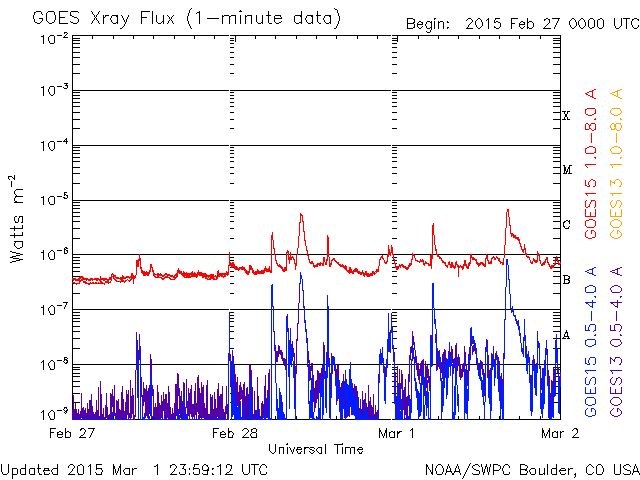 GOES Xray Flux (1-minute data)
Begin: 2015 Feb 27 0000 UTC
10-2
10-3
10-4
10-5
10-6
10-7
10-8
10-9
Watts m-2
X
M
C
B
A
GOES15 1.0-8.0 A
GOES13 1.0-8.0 A
GOES15 0.5-4.0 A
GOES13 0.5-4.0 A
Feb 27
Feb 28
Mar 1
Mar 2
Universal Time
Updated 2015 Mar 1 23:59:12 UTC
NOAA/SWPC Boulder, CO USA